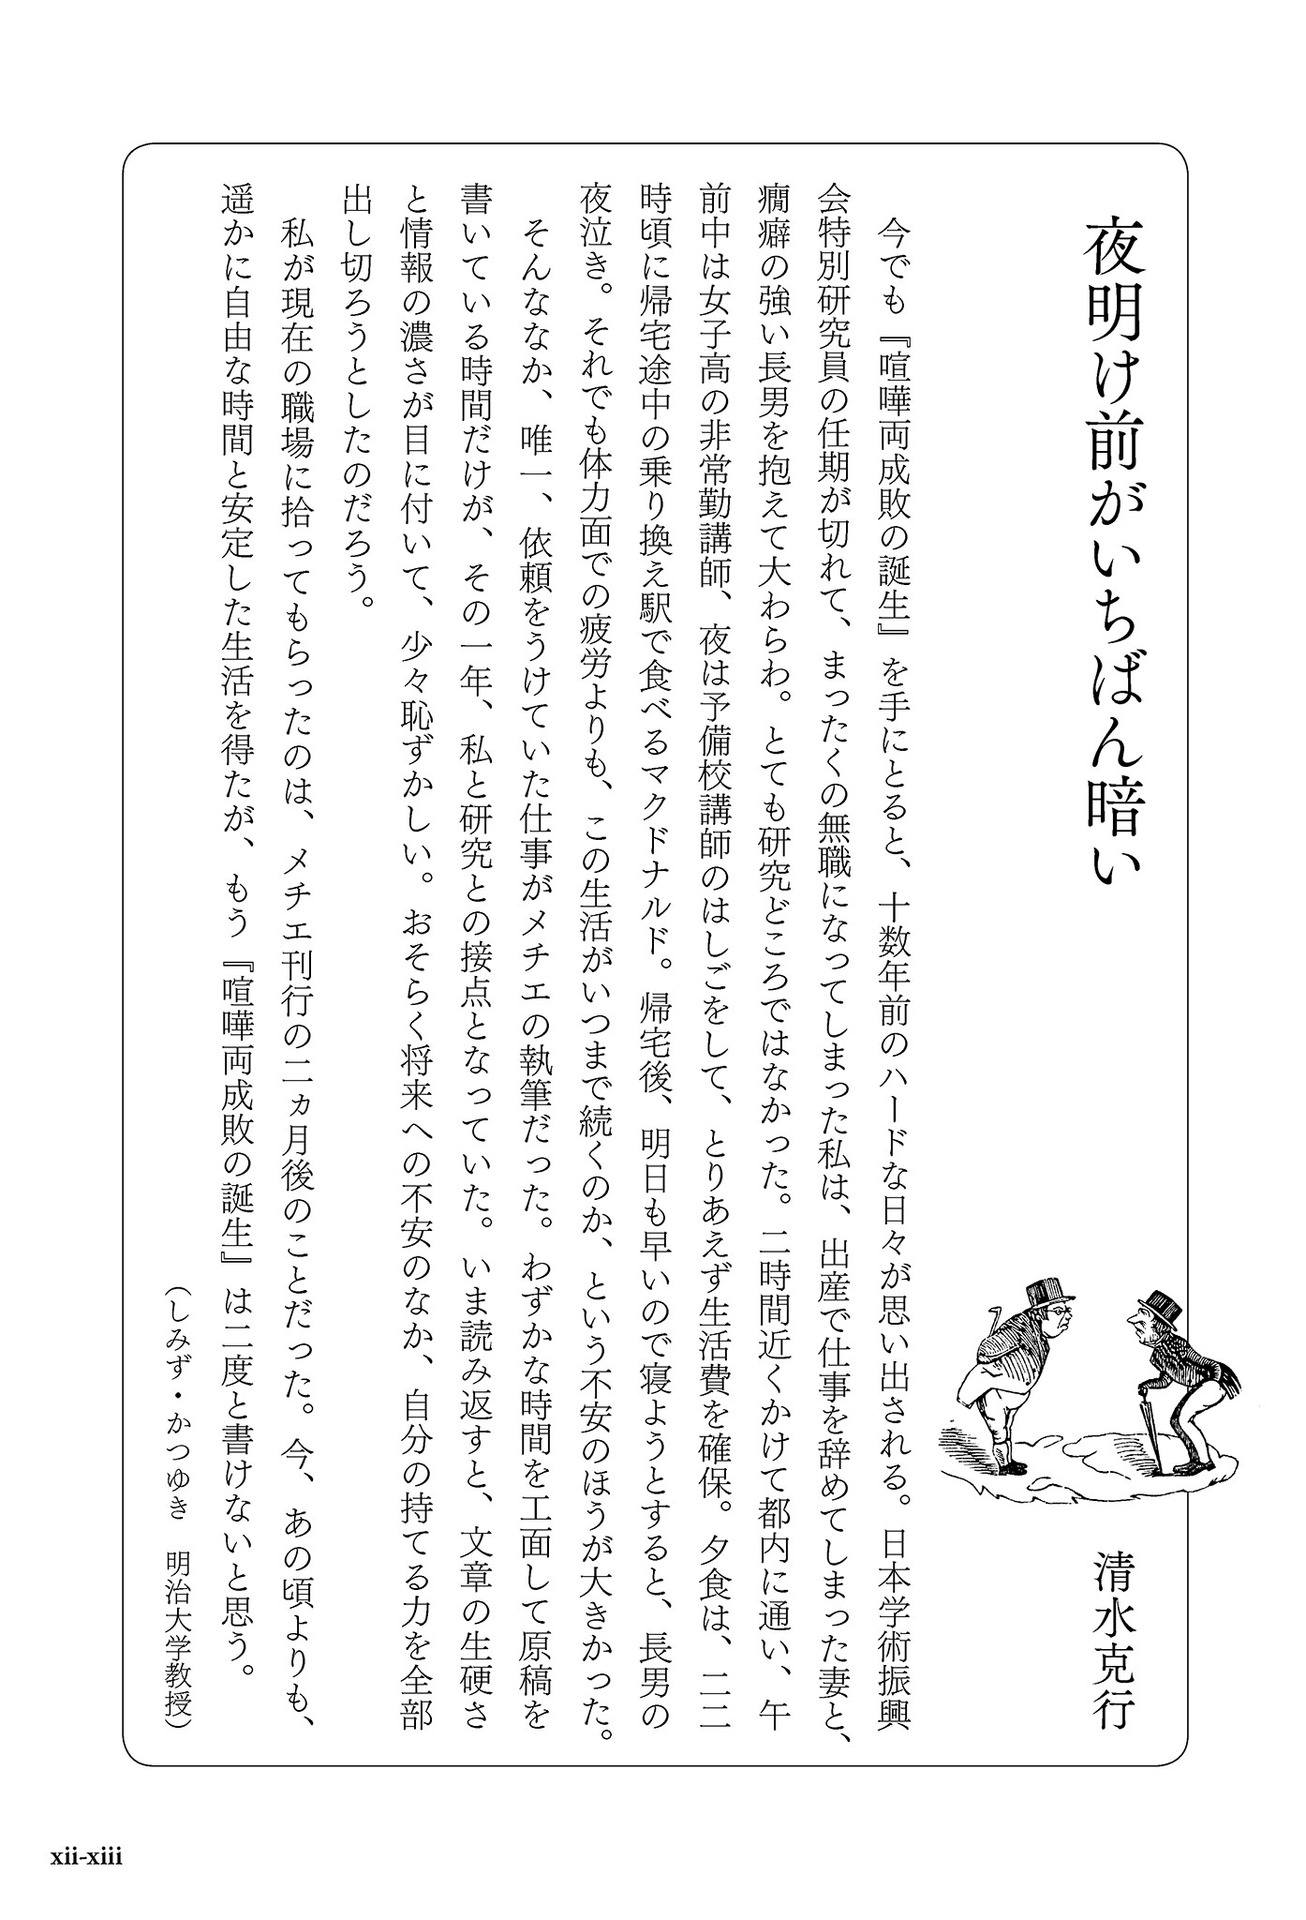 夜明け前がいちばん暗い
清水克行
今でも『喧嘩両成敗の誕生』を手にとると、十数年前のハードな日々が思い出される。日本学術振興
会特別研究員の任期が切れて、まったくの無職になってしまった私は、出産で仕事を辞めてしまった妻と、
癇癖の強い長男を抱えて大わらわ。とても研究どころではなかった。二時間近くかけて都内に通い、午
前中は女子高の非常勤講師、夜は予備校講師のはしごをして、とりあえず生活費を確保。夕食は、二二
時頃に帰宅途中の乗り換え駅で食べるマクドナルド。帰宅後、明日も早いので寝ようとすると、長男の
夜泣き。それでも体力面での疲労よりも、この生活がいつまで続くのか、という不安のほうが大きかった。
そんななか、唯一、依頼をうけていた仕事がメチエの執筆だった。わずかな時間を工面して原稿を
書いている時間だけが、その一年、私と研究との接点となっていた。いま読み返すと、文章の生硬さ
と情報の濃さが目に付いて、少々恥ずかしい。おそらく将来への不安のなか、自分の持てる力を全部
出し切ろうとしたのだろう。
私が現在の職場に拾ってもらったのは、メチエ刊行の二ヵ月後のことだった。今、あの頃よりも、
遥かに自由な時間と安定した生活を得たが、もう『喧嘩両成敗の誕生』は二度と書けないと思う。
（しみず・かつゆき　明治大学教授）
xii-xiii